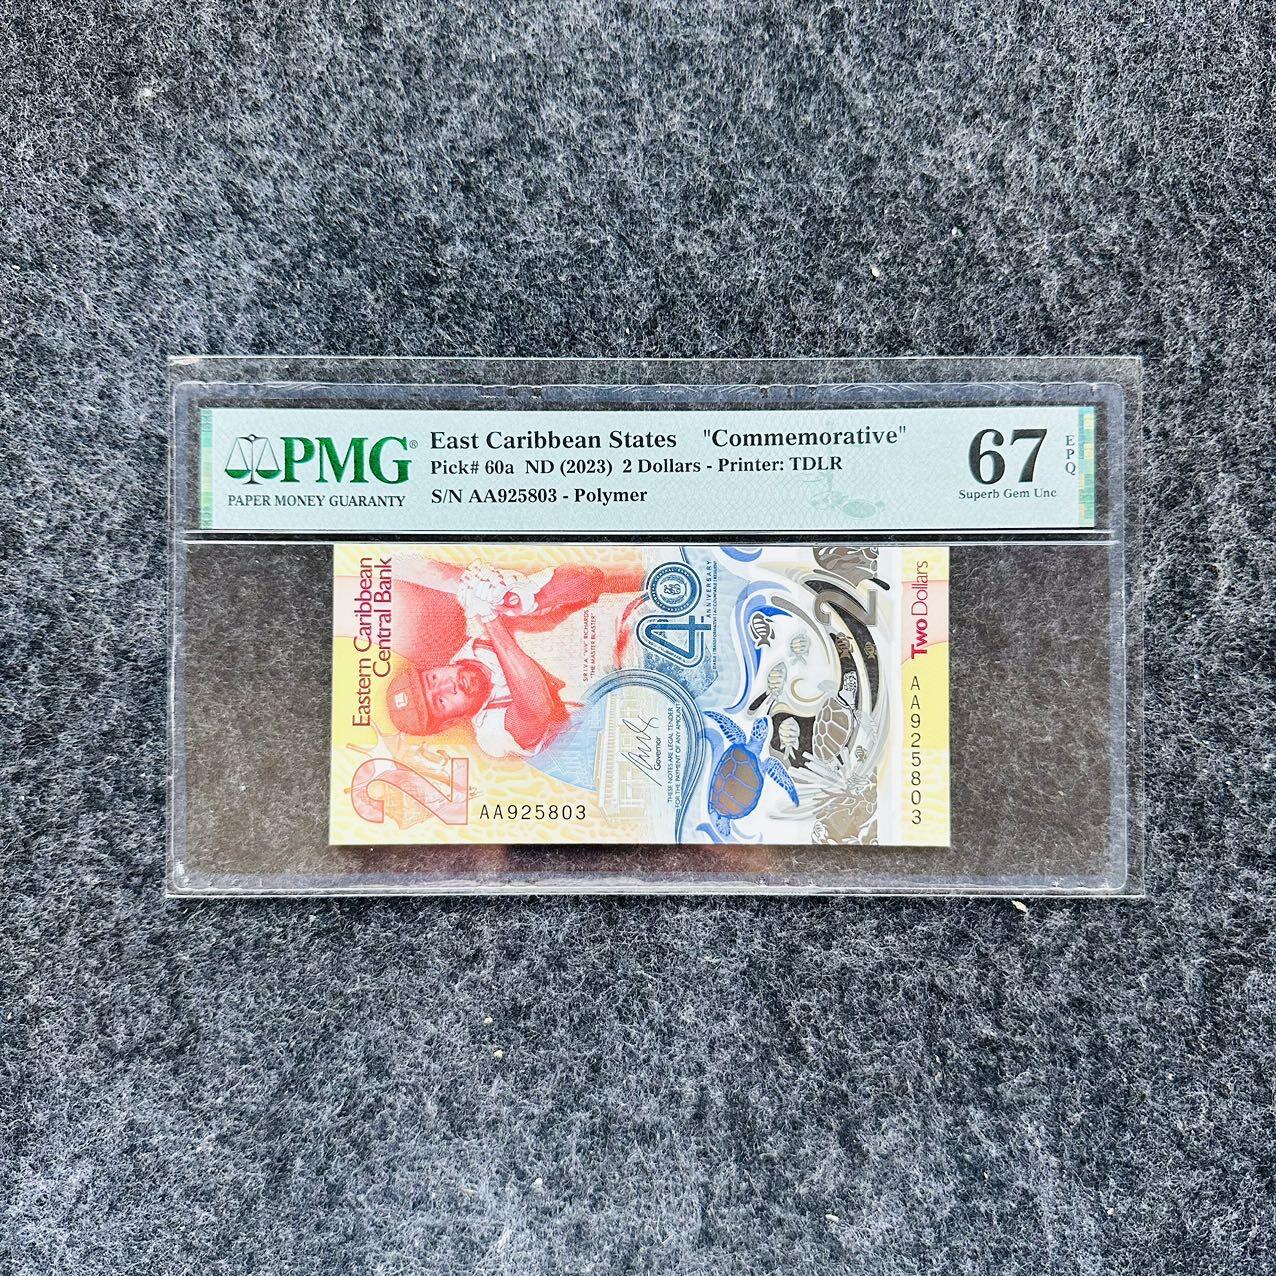 PMG®
PAPER MONEY GUARANTY
East Caribbean States "Commemorative"
Pick# 60a ND (2023) 2 Dollars - Printer: TDLR
S/N AA925803 - Polymer
67
EPQ
Superb Gem Unc
Eastern Caribbean
Central Bank
2
AA925803
SIR I.V.A. "VIV" RICHARDS
"THE MASTER BLASTER"
40
ANNIVERSARY
Governor
THESE NOTES ARE LEGAL TENDER
FOR THE PAYMENT OF ANY AMOUNT
2
Two Dollars
AA925803